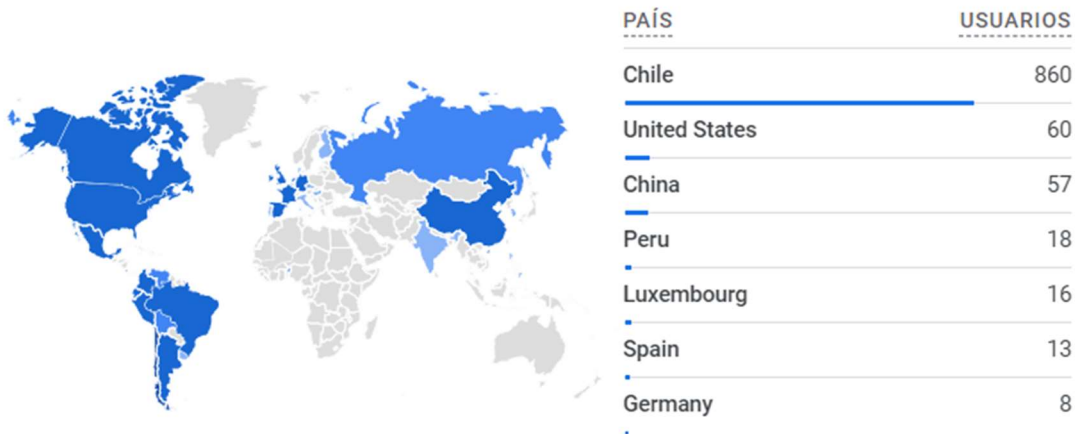 PAÍS USUARIOS
Chile 860
United States 60
China 57
Peru 18
Luxembourg 16
Spain 13
Germany 8